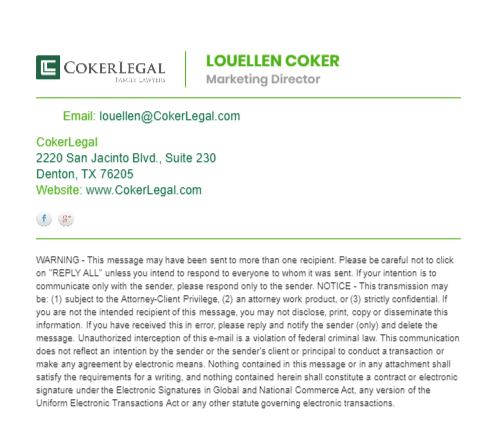 COKERLEGAL
FAMILY LAWYERS
LOUELLEN COKER
Marketing Director
Email: louellen@CokerLegal.com
CokerLegal
2220 San Jacinto Blvd., Suite 230
Denton, TX 76205
Website: www.CokerLegal.com
f g+
WARNING - This message may have been sent to more than one recipient. Please be careful not to click
on "REPLY ALL" unless you intend to respond to everyone to whom it was sent. If your intention is to
communicate only with the sender, please respond only to the sender. NOTICE - This transmission may
be: (1) subject to the Attorney-Client Privilege, (2) an attorney work product, or (3) strictly confidential. If
you are not the intended recipient of this message, you may not disclose, print, copy or disseminate this
information. If you have received this in error, please reply and notify the sender (only) and delete the
message. Unauthorized interception of this e-mail is a violation of federal criminal law. This communication
does not reflect an intention by the sender or the sender's client or principal to conduct a transaction or
make any agreement by electronic means. Nothing contained in this message or in any attachment shall
satisfy the requirements for a writing, and nothing contained herein shall constitute a contract or electronic
signature under the Electronic Signatures in Global and National Commerce Act, any version of the
Uniform Electronic Transactions Act or any other statute governing electronic transactions.